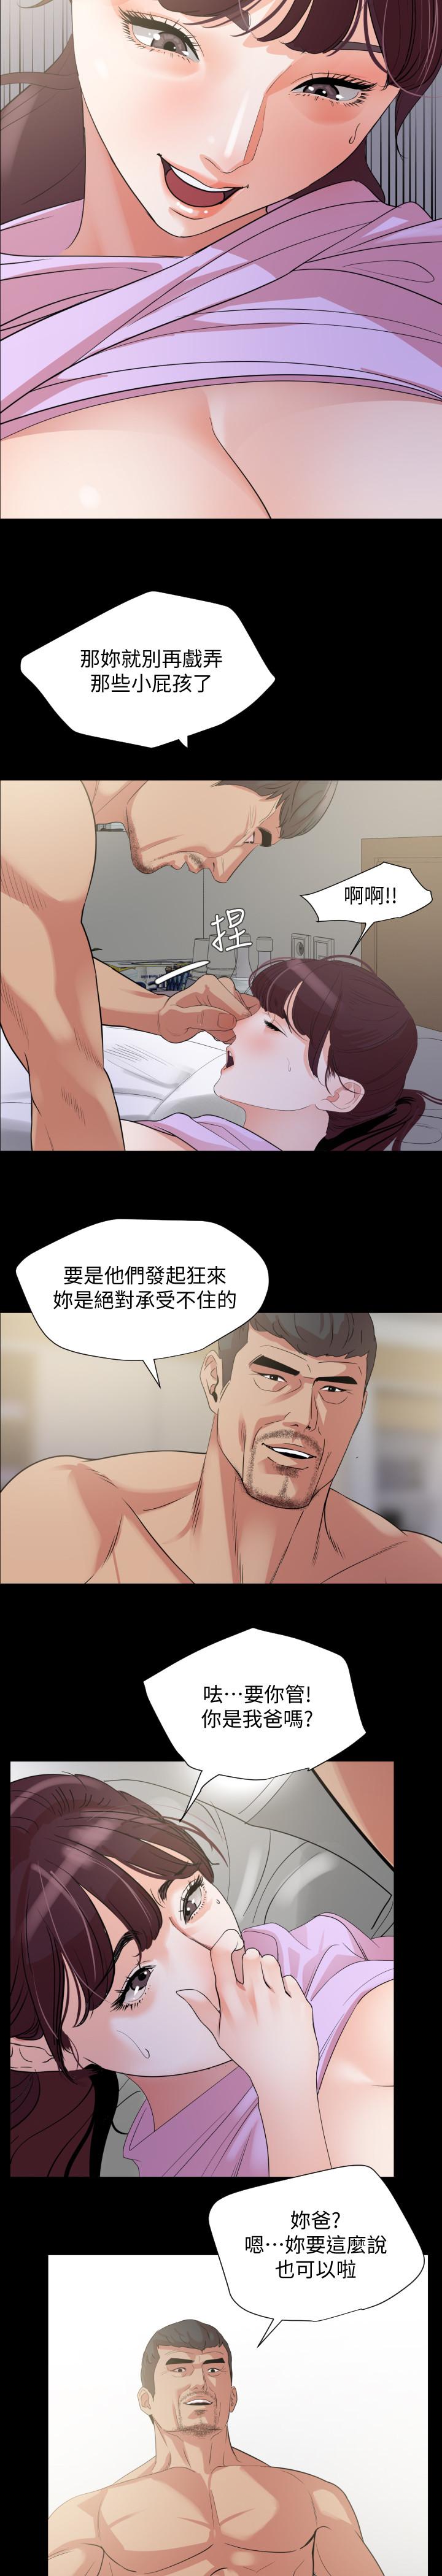 那妳就別再戲弄
那些小屁孩了
啊啊!!
捏
要是他們發起狂來
妳是絕對承受不住的
呿…要你管!
你是我爸嗎?
妳爸?
嗯…妳要這麼說
也可以啦